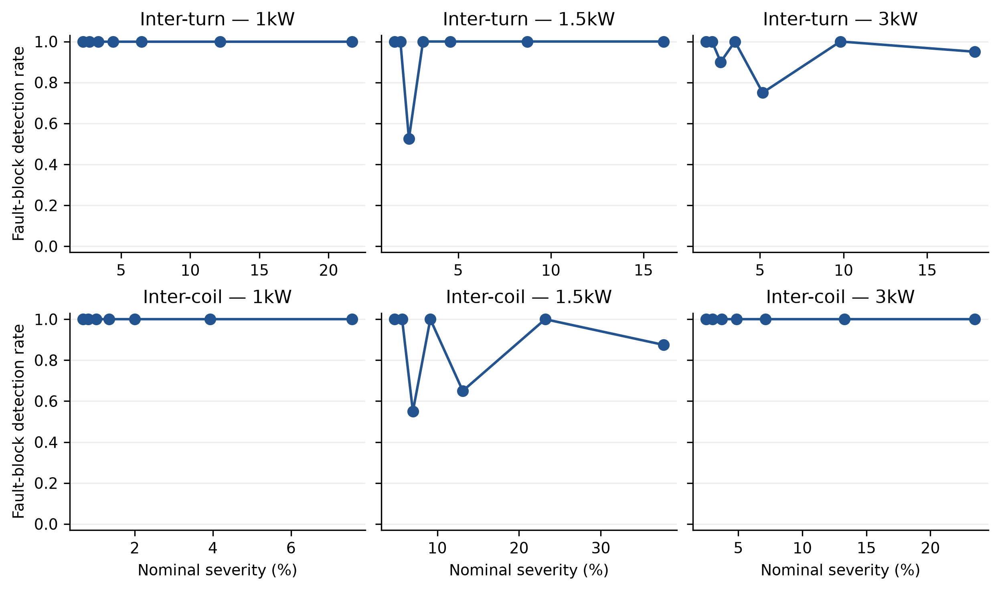 Inter-turn — 1kW
Inter-turn — 1.5kW
Inter-turn — 3kW
Fault-block detection rate
1.0
0.8
0.6
0.4
0.2
0.0
5 10 15 20
5 10 15
5 10 15
Inter-coil — 1kW
Inter-coil — 1.5kW
Inter-coil — 3kW
Fault-block detection rate
1.0
0.8
0.6
0.4
0.2
0.0
2 4 6
10 20 30
5 10 15 20
Nominal severity (%)
Nominal severity (%)
Nominal severity (%)